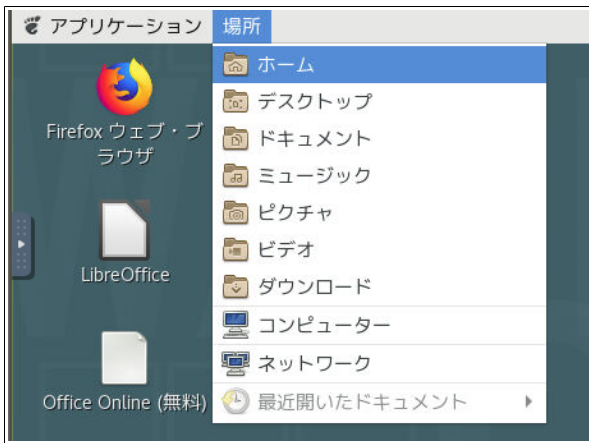 アプリケーション 場所
ホーム
デスクトップ
ドキュメント
ミュージック
ピクチャ
ビデオ
ダウンロード
コンピューター
ネットワーク
最近開いたドキュメント
Firefox ウェブ・ブ
ラウザ
LibreOffice
Office Online (無料)